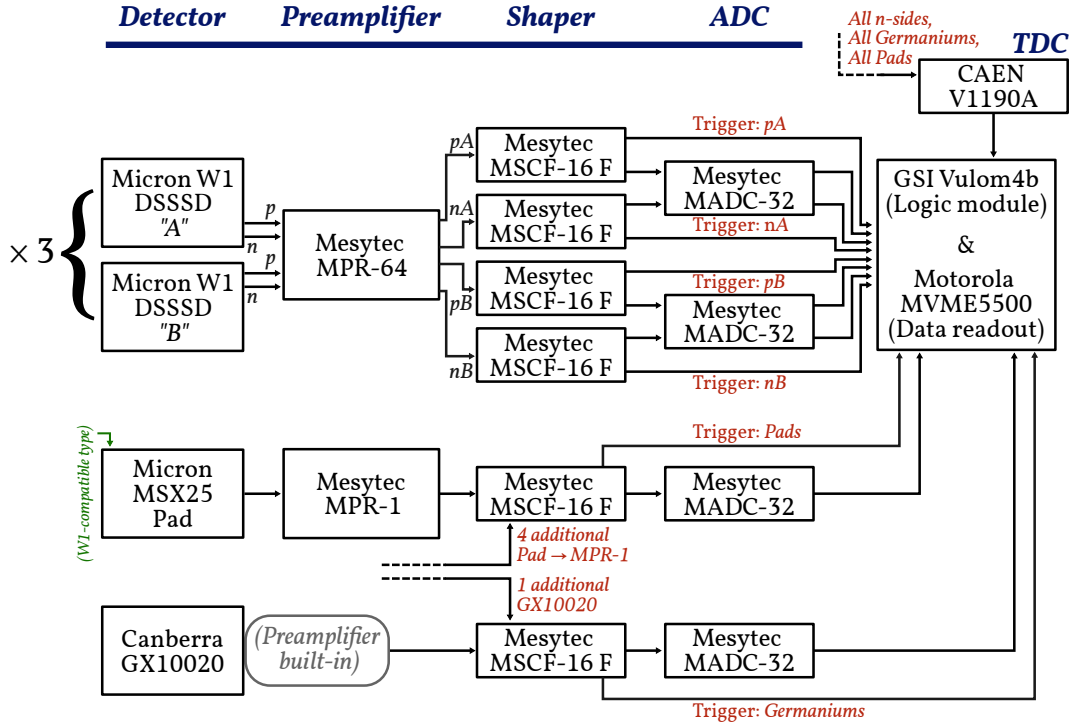 Detector
Preamplifier
Shaper
ADC
All n-sides,
All Germaniums,
All Pads
TDC
CAEN
V1190A
× 3
Micron W1
DSSSD
"A"
p
n
Micron W1
DSSSD
"B"
p
n
Mesytec
MPR-64
pA
nA
pB
nB
Mesytec
MSCF-16 F
Mesytec
MSCF-16 F
Mesytec
MSCF-16 F
Mesytec
MSCF-16 F
Trigger: pA
Mesytec
MADC-32
Trigger: nA
Trigger: pB
Mesytec
MADC-32
Trigger: nB
GSI Vulom4b
(Logic module)
&
Motorola
MVME5500
(Data readout)
(W1-compatible type)
Micron
MSX25
Pad
Mesytec
MPR-1
Mesytec
MSCF-16 F
Trigger: Pads
Mesytec
MADC-32
4 additional
Pad → MPR-1
1 additional
GX10020
Canberra
GX10020
(Preamplifier
built-in)
Mesytec
MSCF-16 F
Mesytec
MADC-32
Trigger: Germaniums